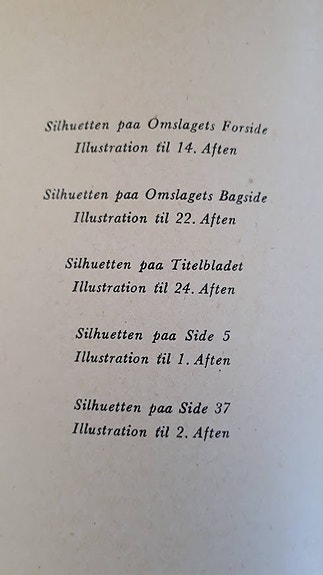 Silhuetten paa Omslagets Forside
Illustration til 14. Aften
Silhuetten paa Omslagets Bagside
Illustration til 22. Aften
Silhuetten paa Titelbladet
Illustration til 24. Aften
Silhuetten paa Side 5
Illustration til 1. Aften
Silhuetten paa Side 37
Illustration til 2. Aften